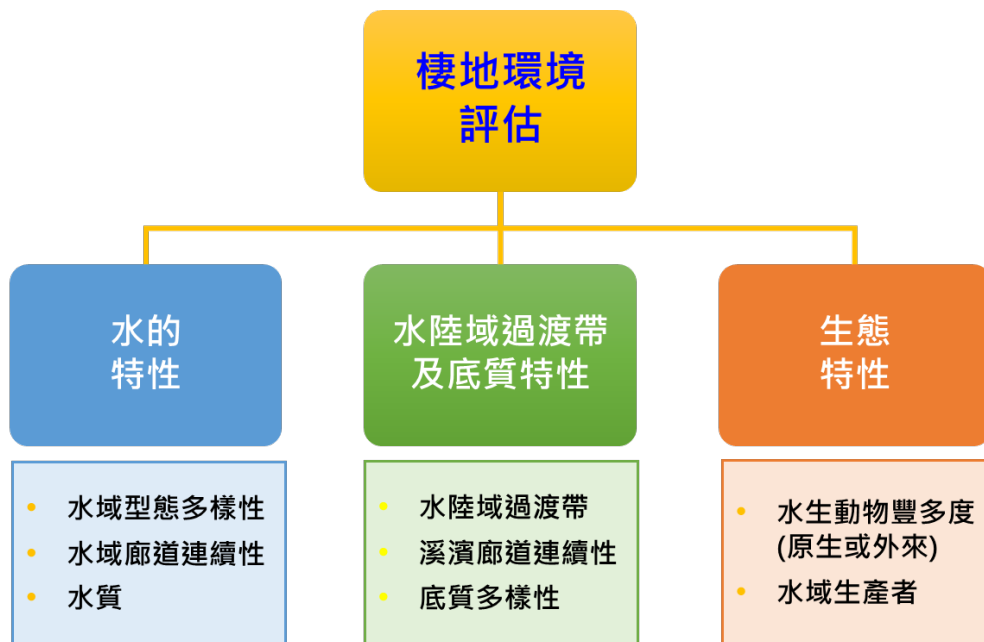 棲地環境
評估
水的
特性
水陸域過渡帶
及底質特性
生態
特性
• 水域型態多樣性
• 水域廊道連續性
• 水質
• 水陸域過渡帶
• 溪濱廊道連續性
• 底質多樣性
• 水生動物豐多度
(原生或外來)
• 水域生產者